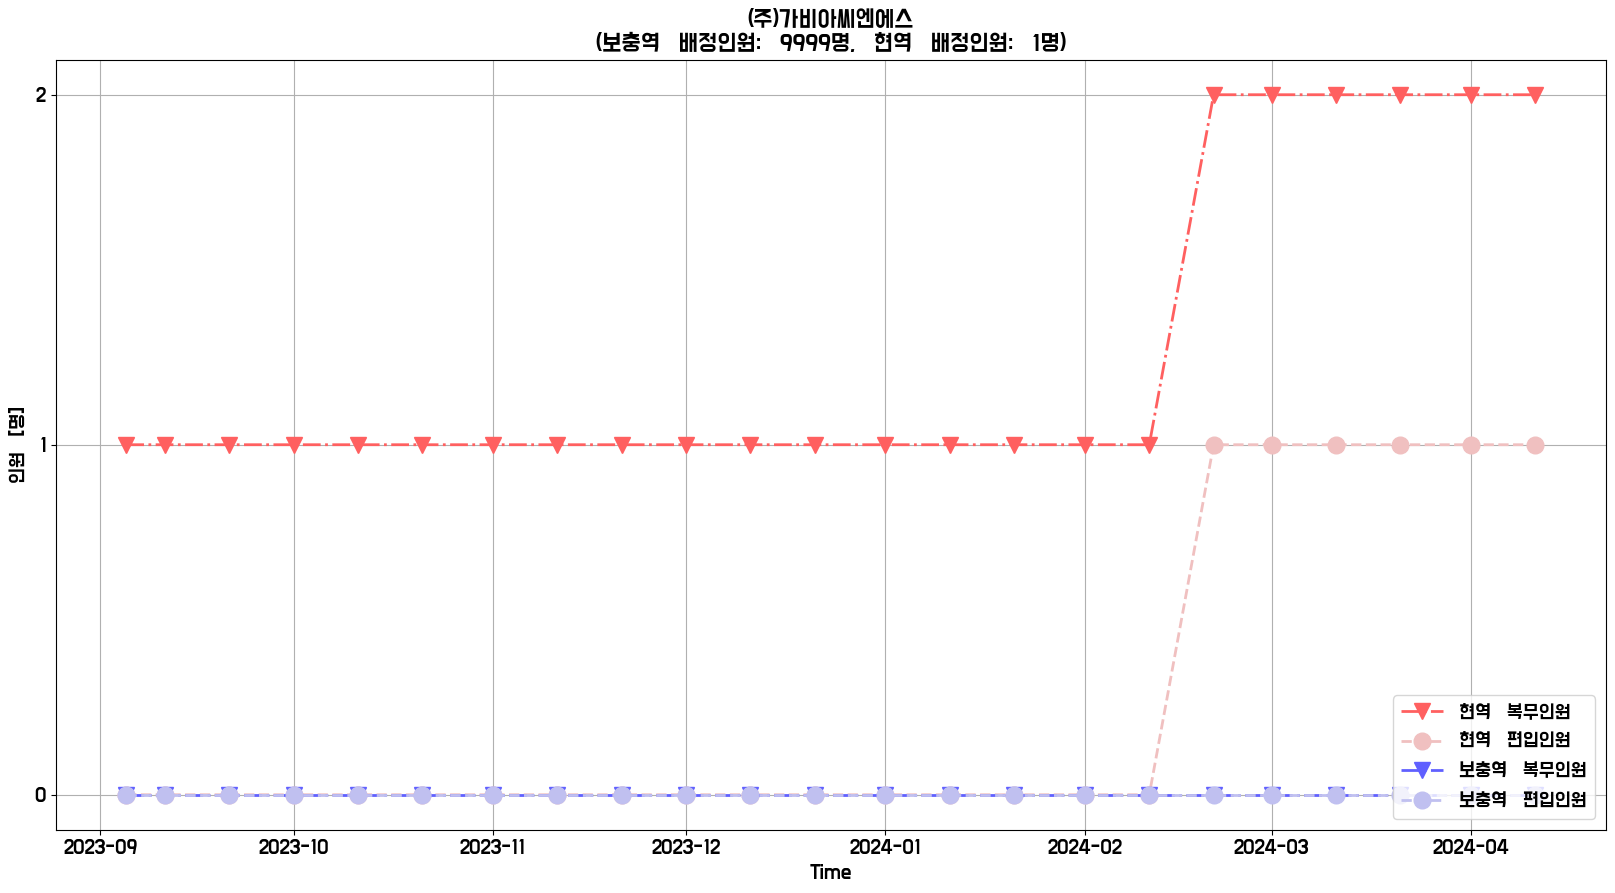 (주)가비아씨엔에스
(보충역 배정인원: 9999명, 현역 배정인원: 1명)
2
1
0
인원 [명]
현역 복무인원
현역 편입인원
보충역 복무인원
보충역 편입인원
2023-09 2023-10 2023-11 2023-12 2024-01 2024-02 2024-03 2024-04
Time